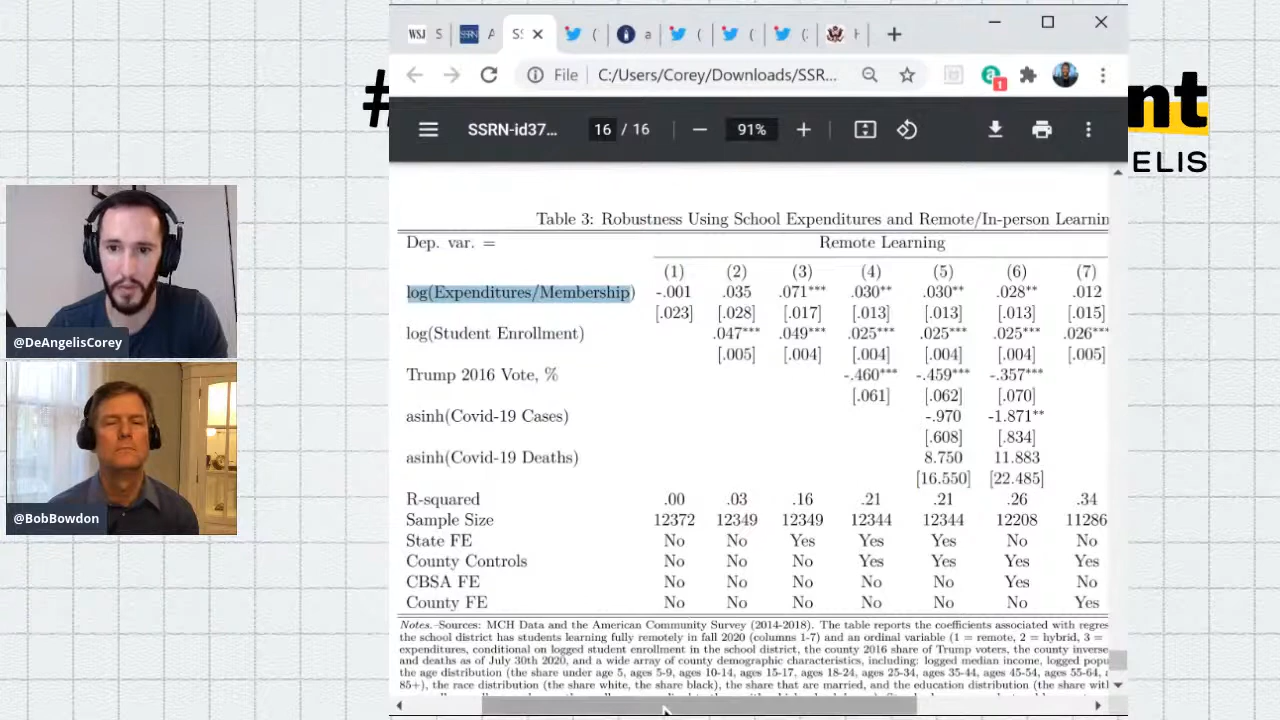 WSJ S SSRN A S: × ( a ( ( (: H +
File C:/Users/Corey/Downloads/SSR...
#
nt
ELIS
SSRN-id37... 16 / 16 — 91% +
Table 3: Robustness Using School Expenditures and Remote/In-person Learnin
Dep. var. = Remote Learning
(1) (2) (3) (4) (5) (6) (7)
log(Expenditures/Membership) -.001 .035 .071*** .030** .030** .028** .012
[.023] [.028] [.017] [.013] [.013] [.013] [.015]
log(Student Enrollment) .047*** .049*** .025*** .025*** .025*** .026***
[.005] [.004] [.004] [.004] [.004] [.005]
Trump 2016 Vote, % -.460*** -.459*** -.357***
[.061] [.062] [.070]
asinh(Covid-19 Cases) -.970 -1.871**
[.608] [.834]
asinh(Covid-19 Deaths) 8.750 11.883
[16.550] [22.485]
R-squared .00 .03 .16 .21 .21 .26 .34
Sample Size 12372 12349 12349 12344 12344 12208 11286
State FE No No Yes Yes Yes No No
County Controls No No No Yes Yes Yes Yes
CBSA FE No No No No No Yes No
County FE No No No No No No Yes
Notes.–Sources: MCH Data and the American Community Survey (2014-2018). The table reports the coefficients associated with regres
the school district has students learning fully remotely in fall 2020 (columns 1-7) and an ordinal variable (1 = remote, 2 = hybrid, 3 =
expenditures, conditional on logged student enrollment in the school district, the county 2016 share of Trump voters, the county inverse
and deaths as of July 30th 2020, and a wide array of county demographic characteristics, including: logged median income, logged popu
the age distribution (the share under age 5, ages 5-9, ages 10-14, ages 15-17, ages 18-24, ages 25-34, ages 35-44, ages 45-54, ages 55-64, a
85+), the race distribution (the share white, the share black), the share that are married, and the education distribution (the share wit
@DeAngelisCorey
@BobBowdon